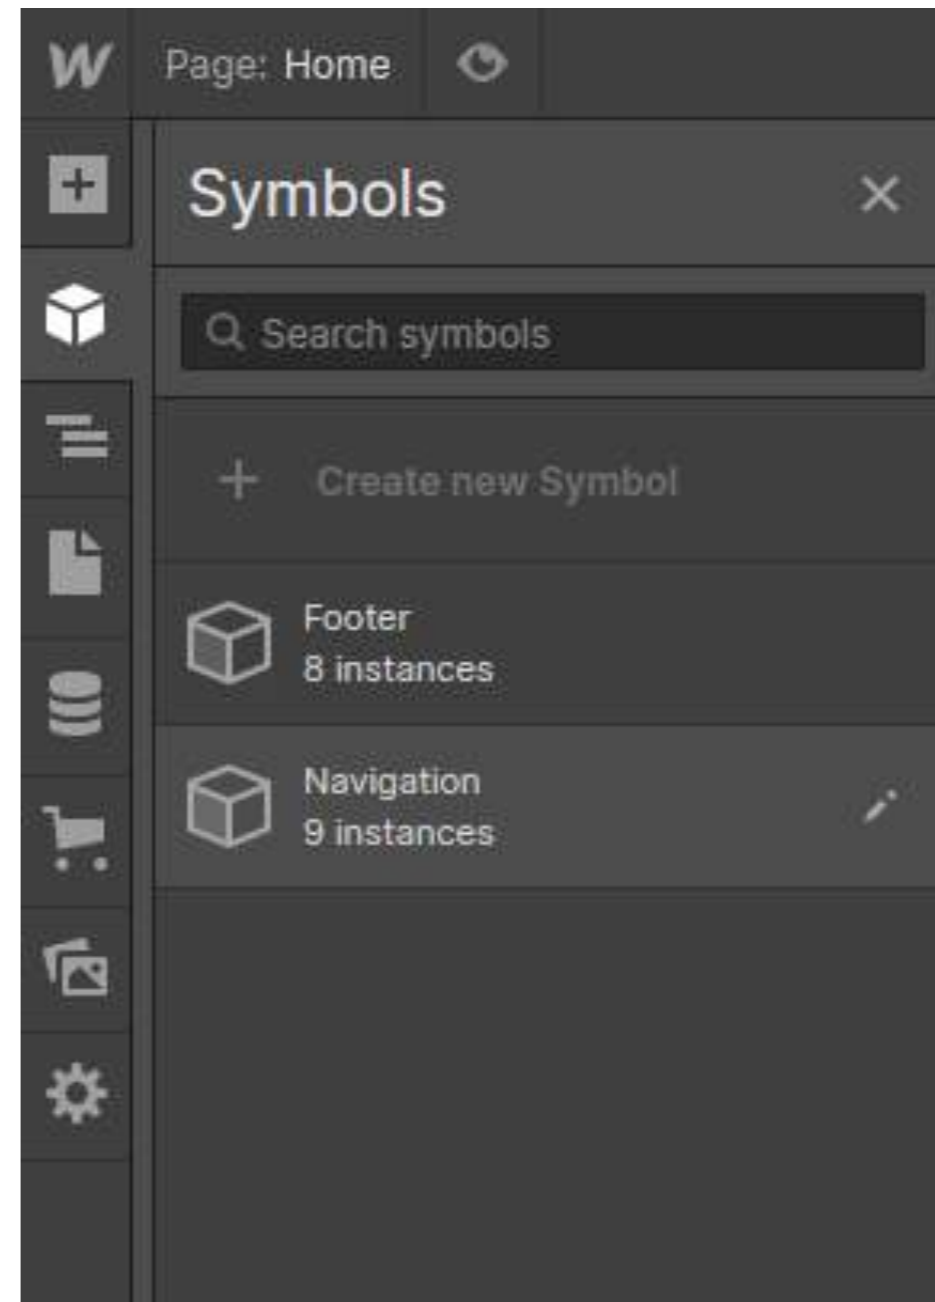 W
Page: Home
Symbols
Search symbols
Create new Symbol
Footer
8 instances
Navigation
9 instances